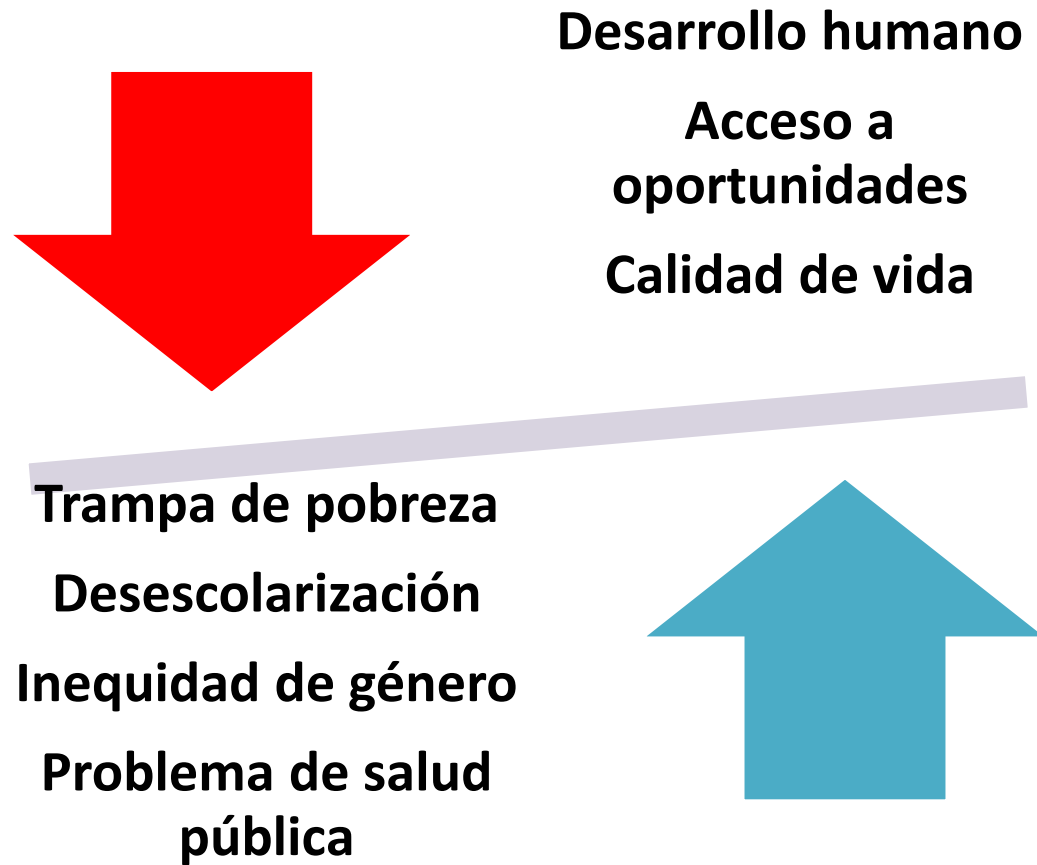 Desarrollo humano
Acceso a
oportunidades
Calidad de vida
Trampa de pobreza
Desescolarización
Inequidad de género
Problema de salud
pública